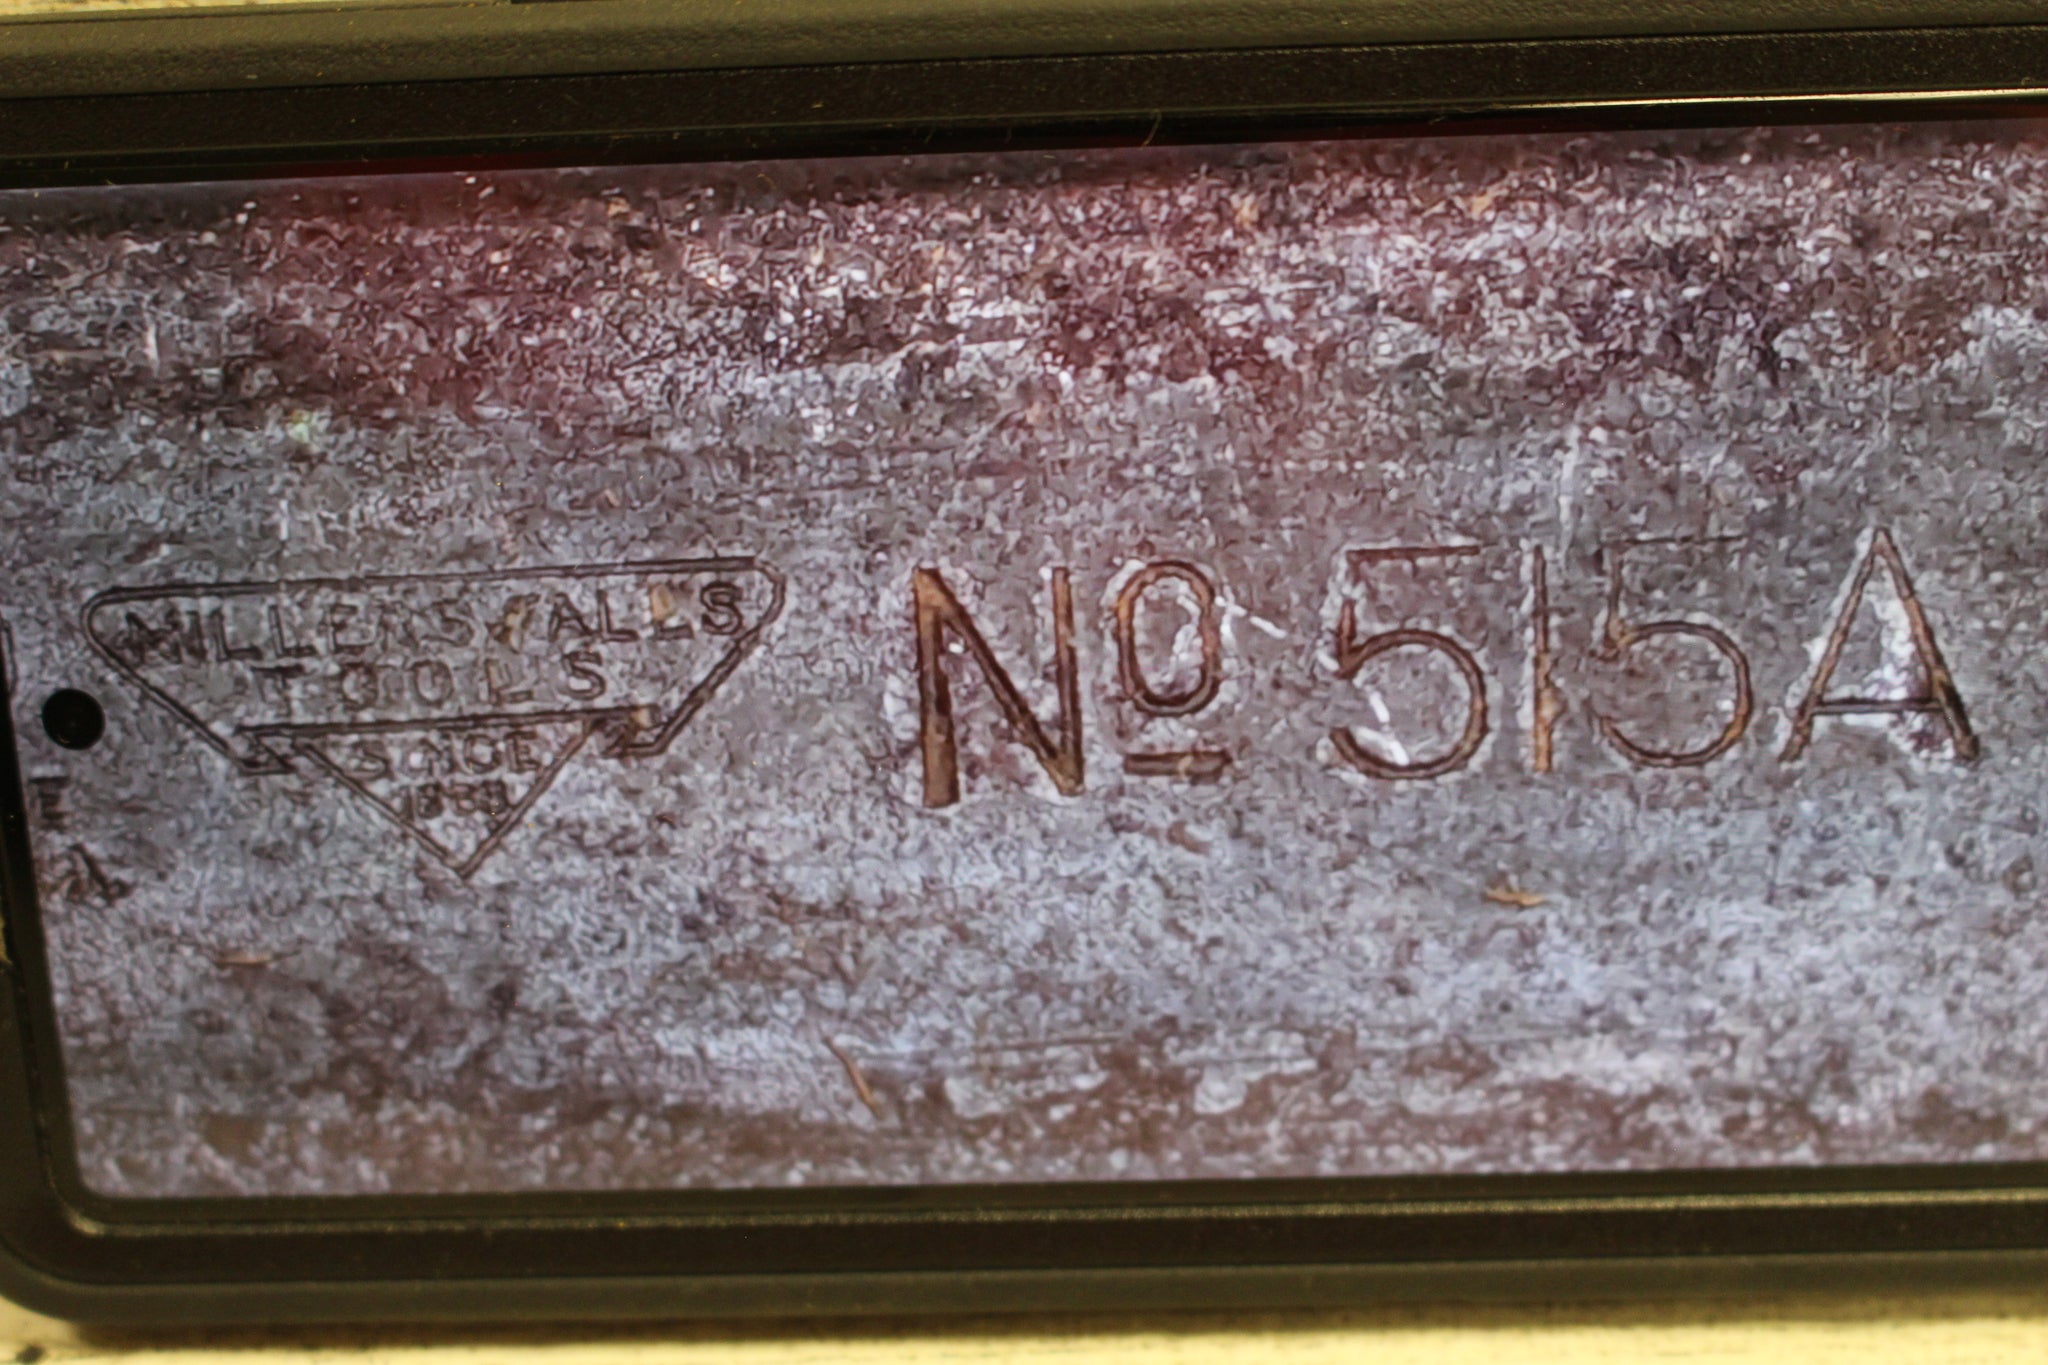 MILLERS FALLS
TOOLS
SINCE
1868
Nº 515A